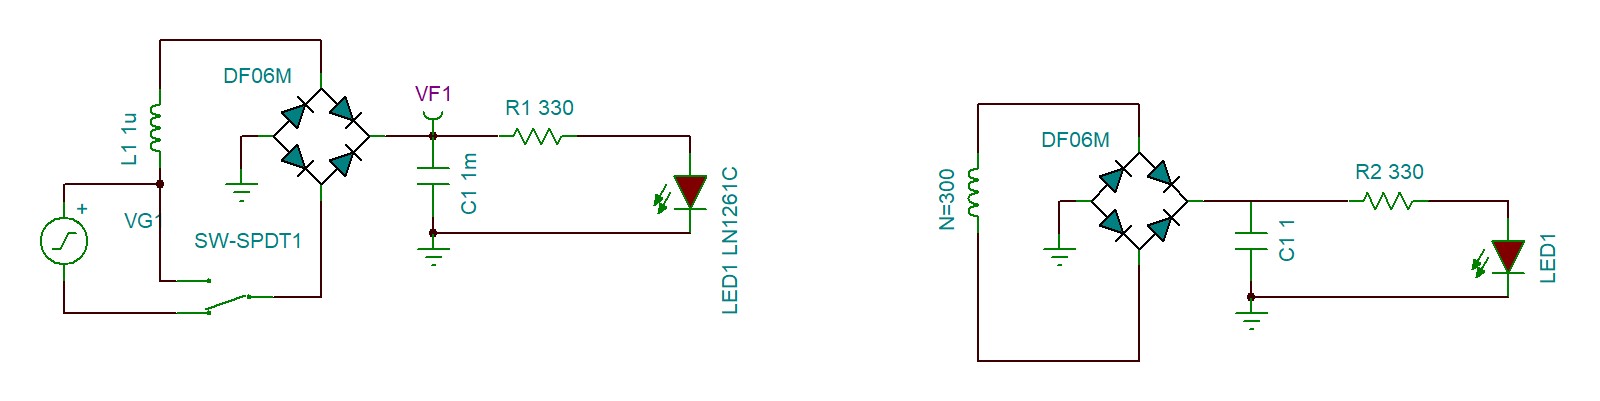 DF06M
VF1
R1 330
L1 1u
C1 1m
+
VG1
SW-SPDT1
LED1 LN1261C
DF06M
N=300
R2 330
C1 1
LED1